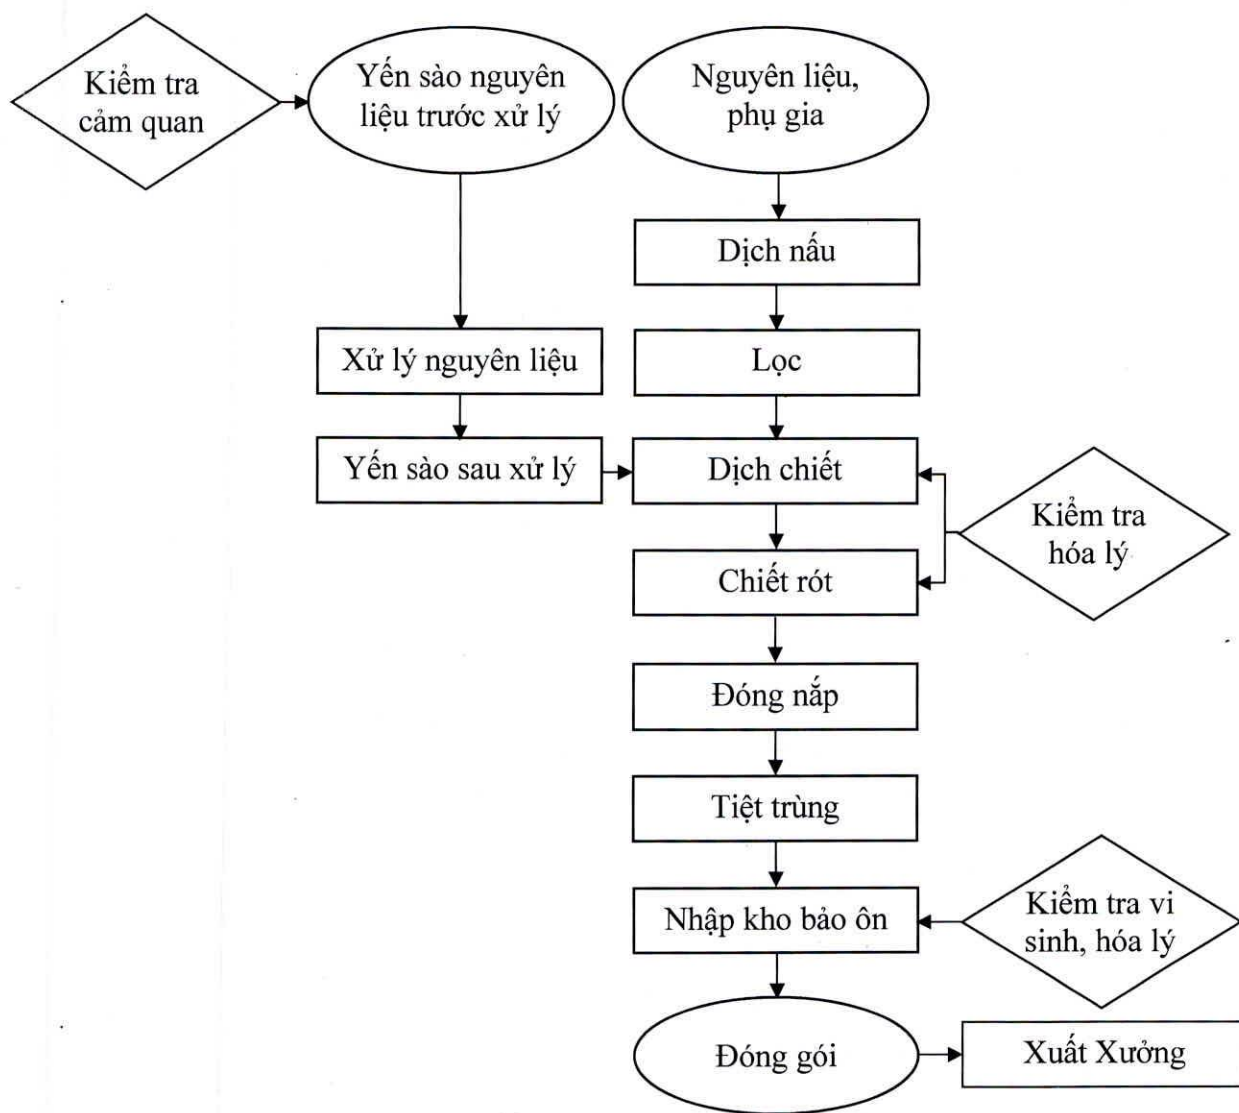 Kiểm tra
cảm quan
Yến sào nguyên
liệu trước xử lý
Nguyên liệu,
phụ gia
Dịch nấu
Xử lý nguyên liệu
Lọc
Yến sào sau xử lý
Dịch chiết
Kiểm tra
hóa lý
Chiết rót
Đóng nắp
Tiệt trùng
Nhập kho bảo ôn
Kiểm tra vi
sinh, hóa lý
Đóng gói
Xuất Xưởng